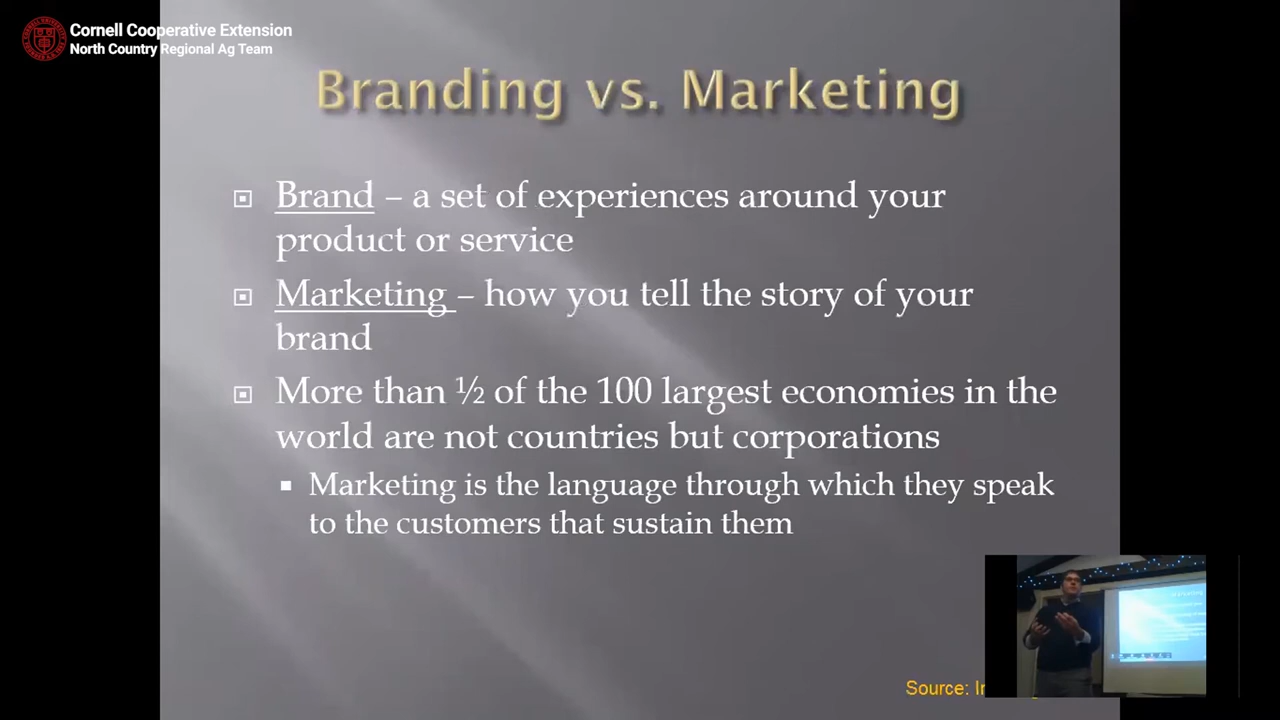 Cornell Cooperative Extension
North Country Regional Ag Team
Branding vs. Marketing
Brand – a set of experiences around your
product or service
Marketing – how you tell the story of your
brand
More than ½ of the 100 largest economies in the
world are not countries but corporations
Marketing is the language through which they speak
to the customers that sustain them
Source: